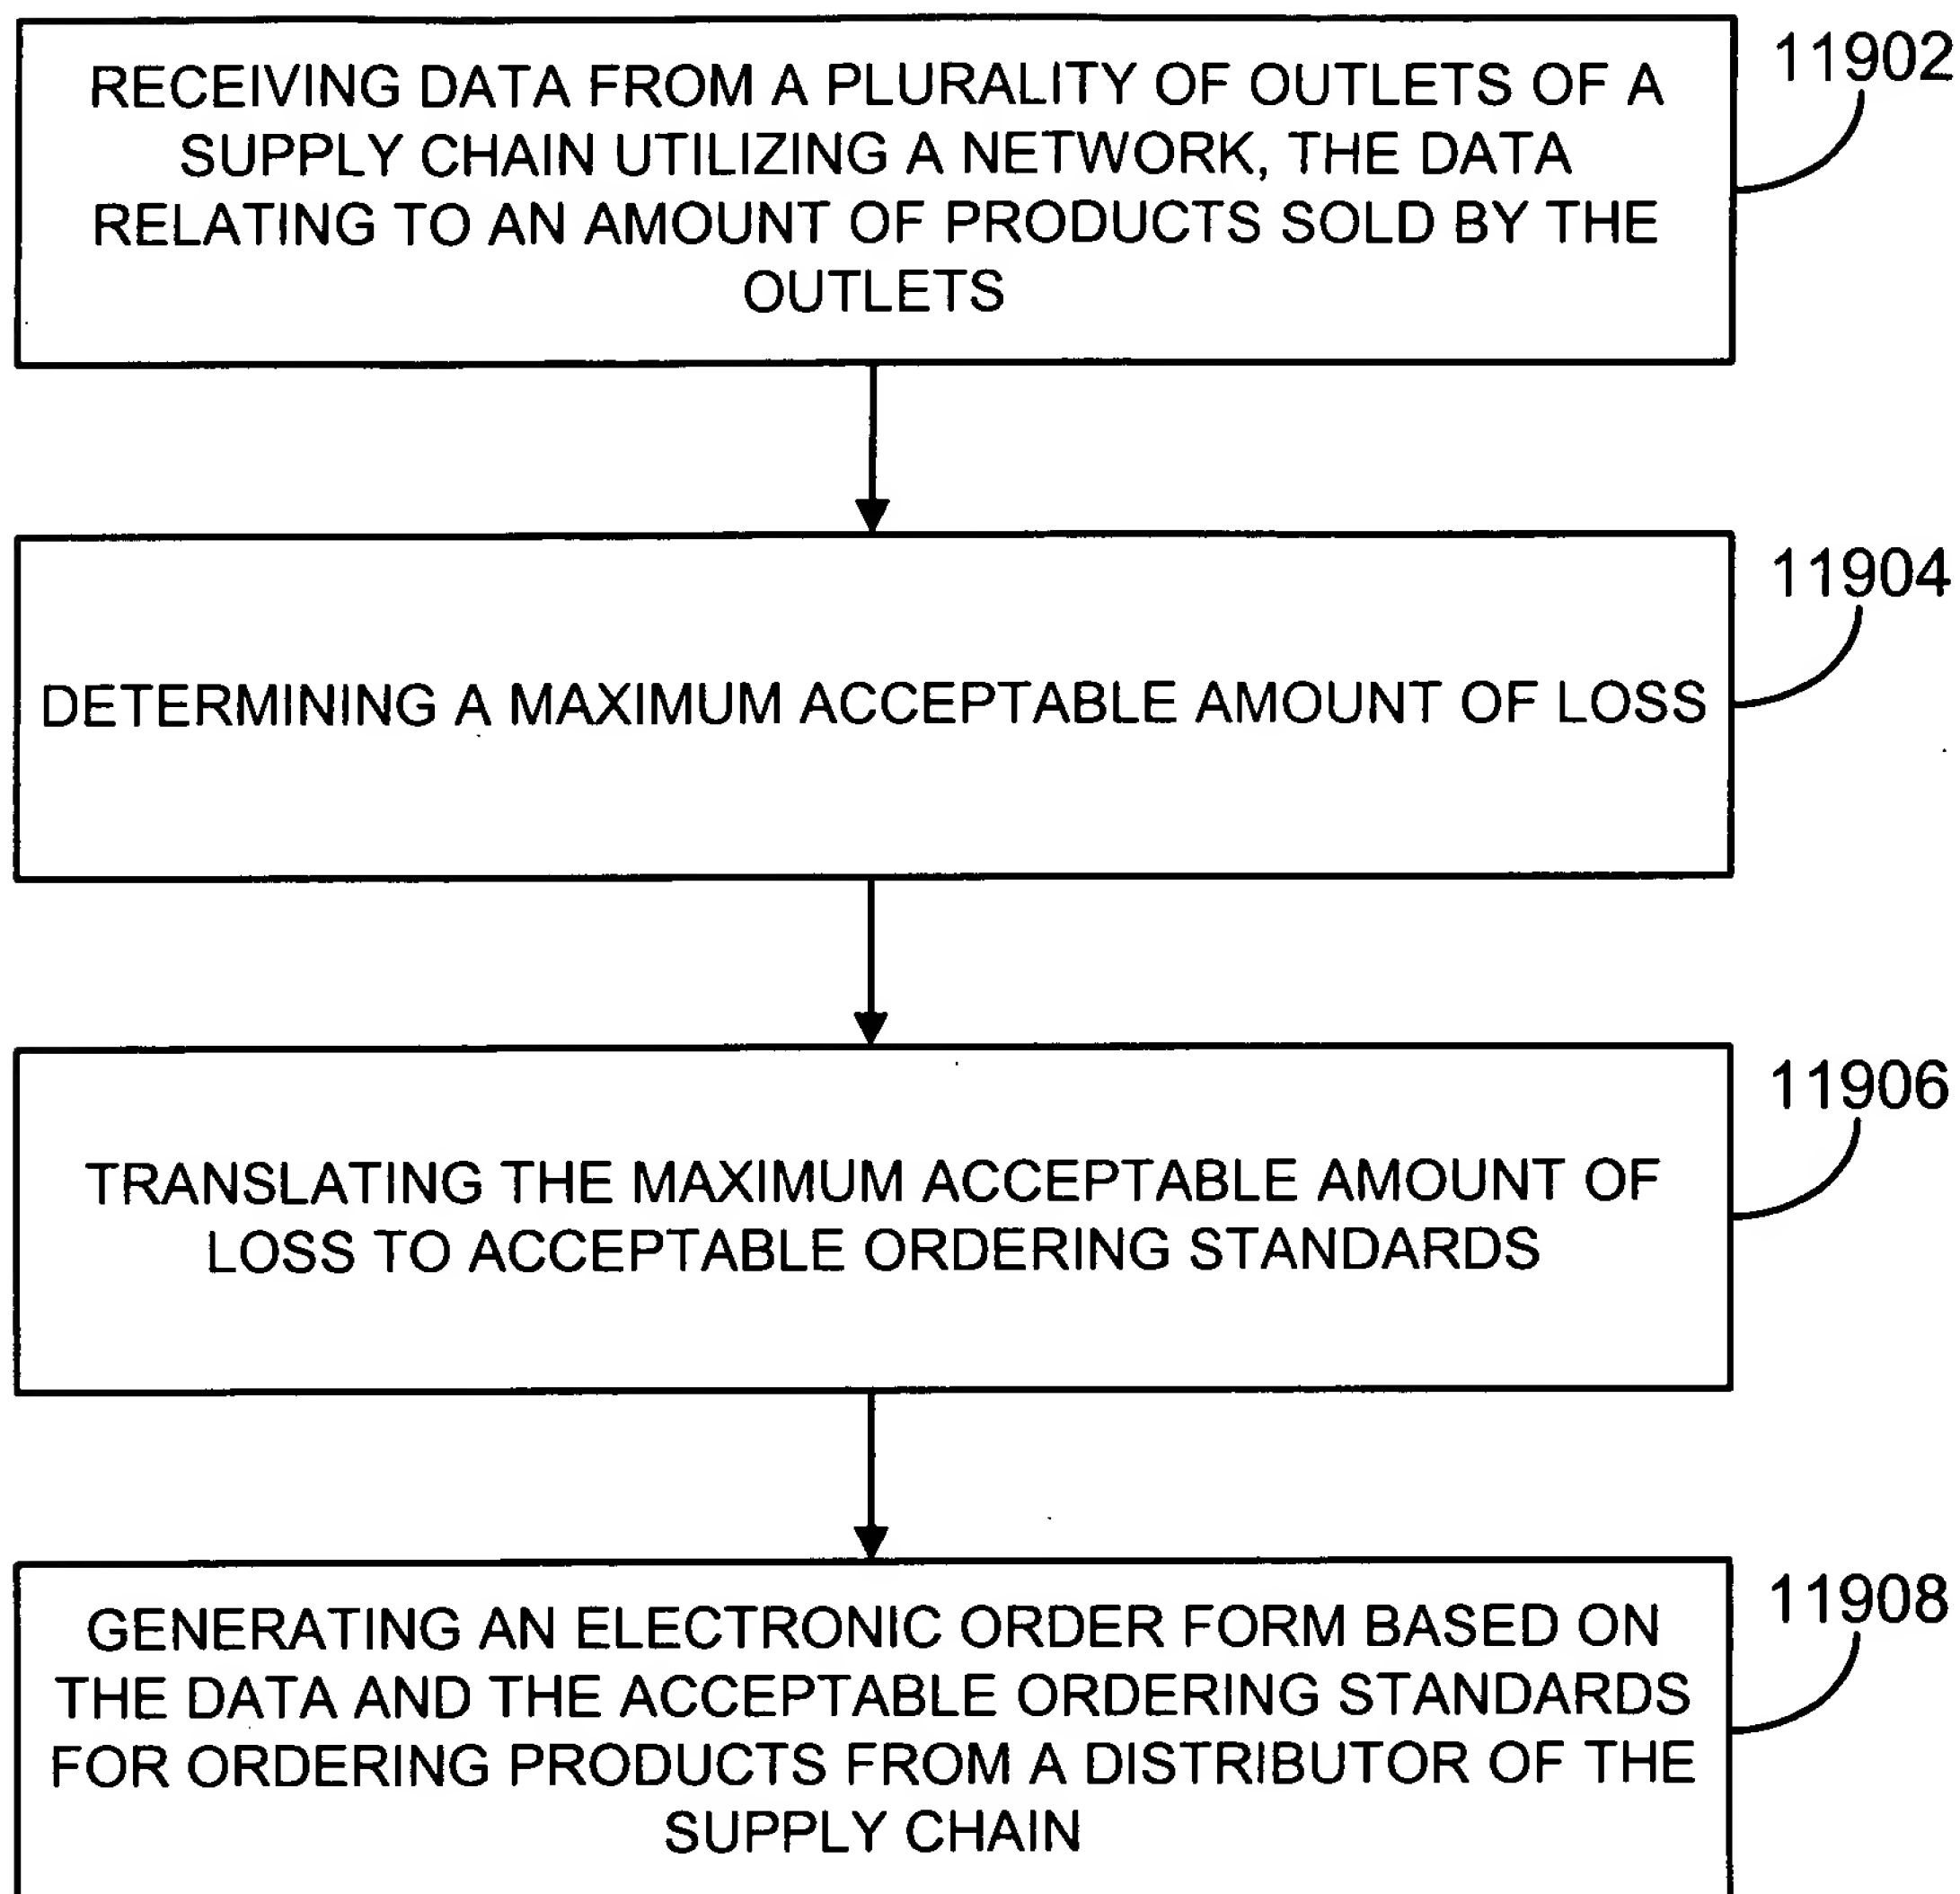 RECEIVING DATA FROM A PLURALITY OF OUTLETS OF A
SUPPLY CHAIN UTILIZING A NETWORK, THE DATA
RELATING TO AN AMOUNT OF PRODUCTS SOLD BY THE
OUTLETS
11902
DETERMINING A MAXIMUM ACCEPTABLE AMOUNT OF LOSS
11904
TRANSLATING THE MAXIMUM ACCEPTABLE AMOUNT OF
LOSS TO ACCEPTABLE ORDERING STANDARDS
11906
GENERATING AN ELECTRONIC ORDER FORM BASED ON
THE DATA AND THE ACCEPTABLE ORDERING STANDARDS
FOR ORDERING PRODUCTS FROM A DISTRIBUTOR OF THE
SUPPLY CHAIN
11908